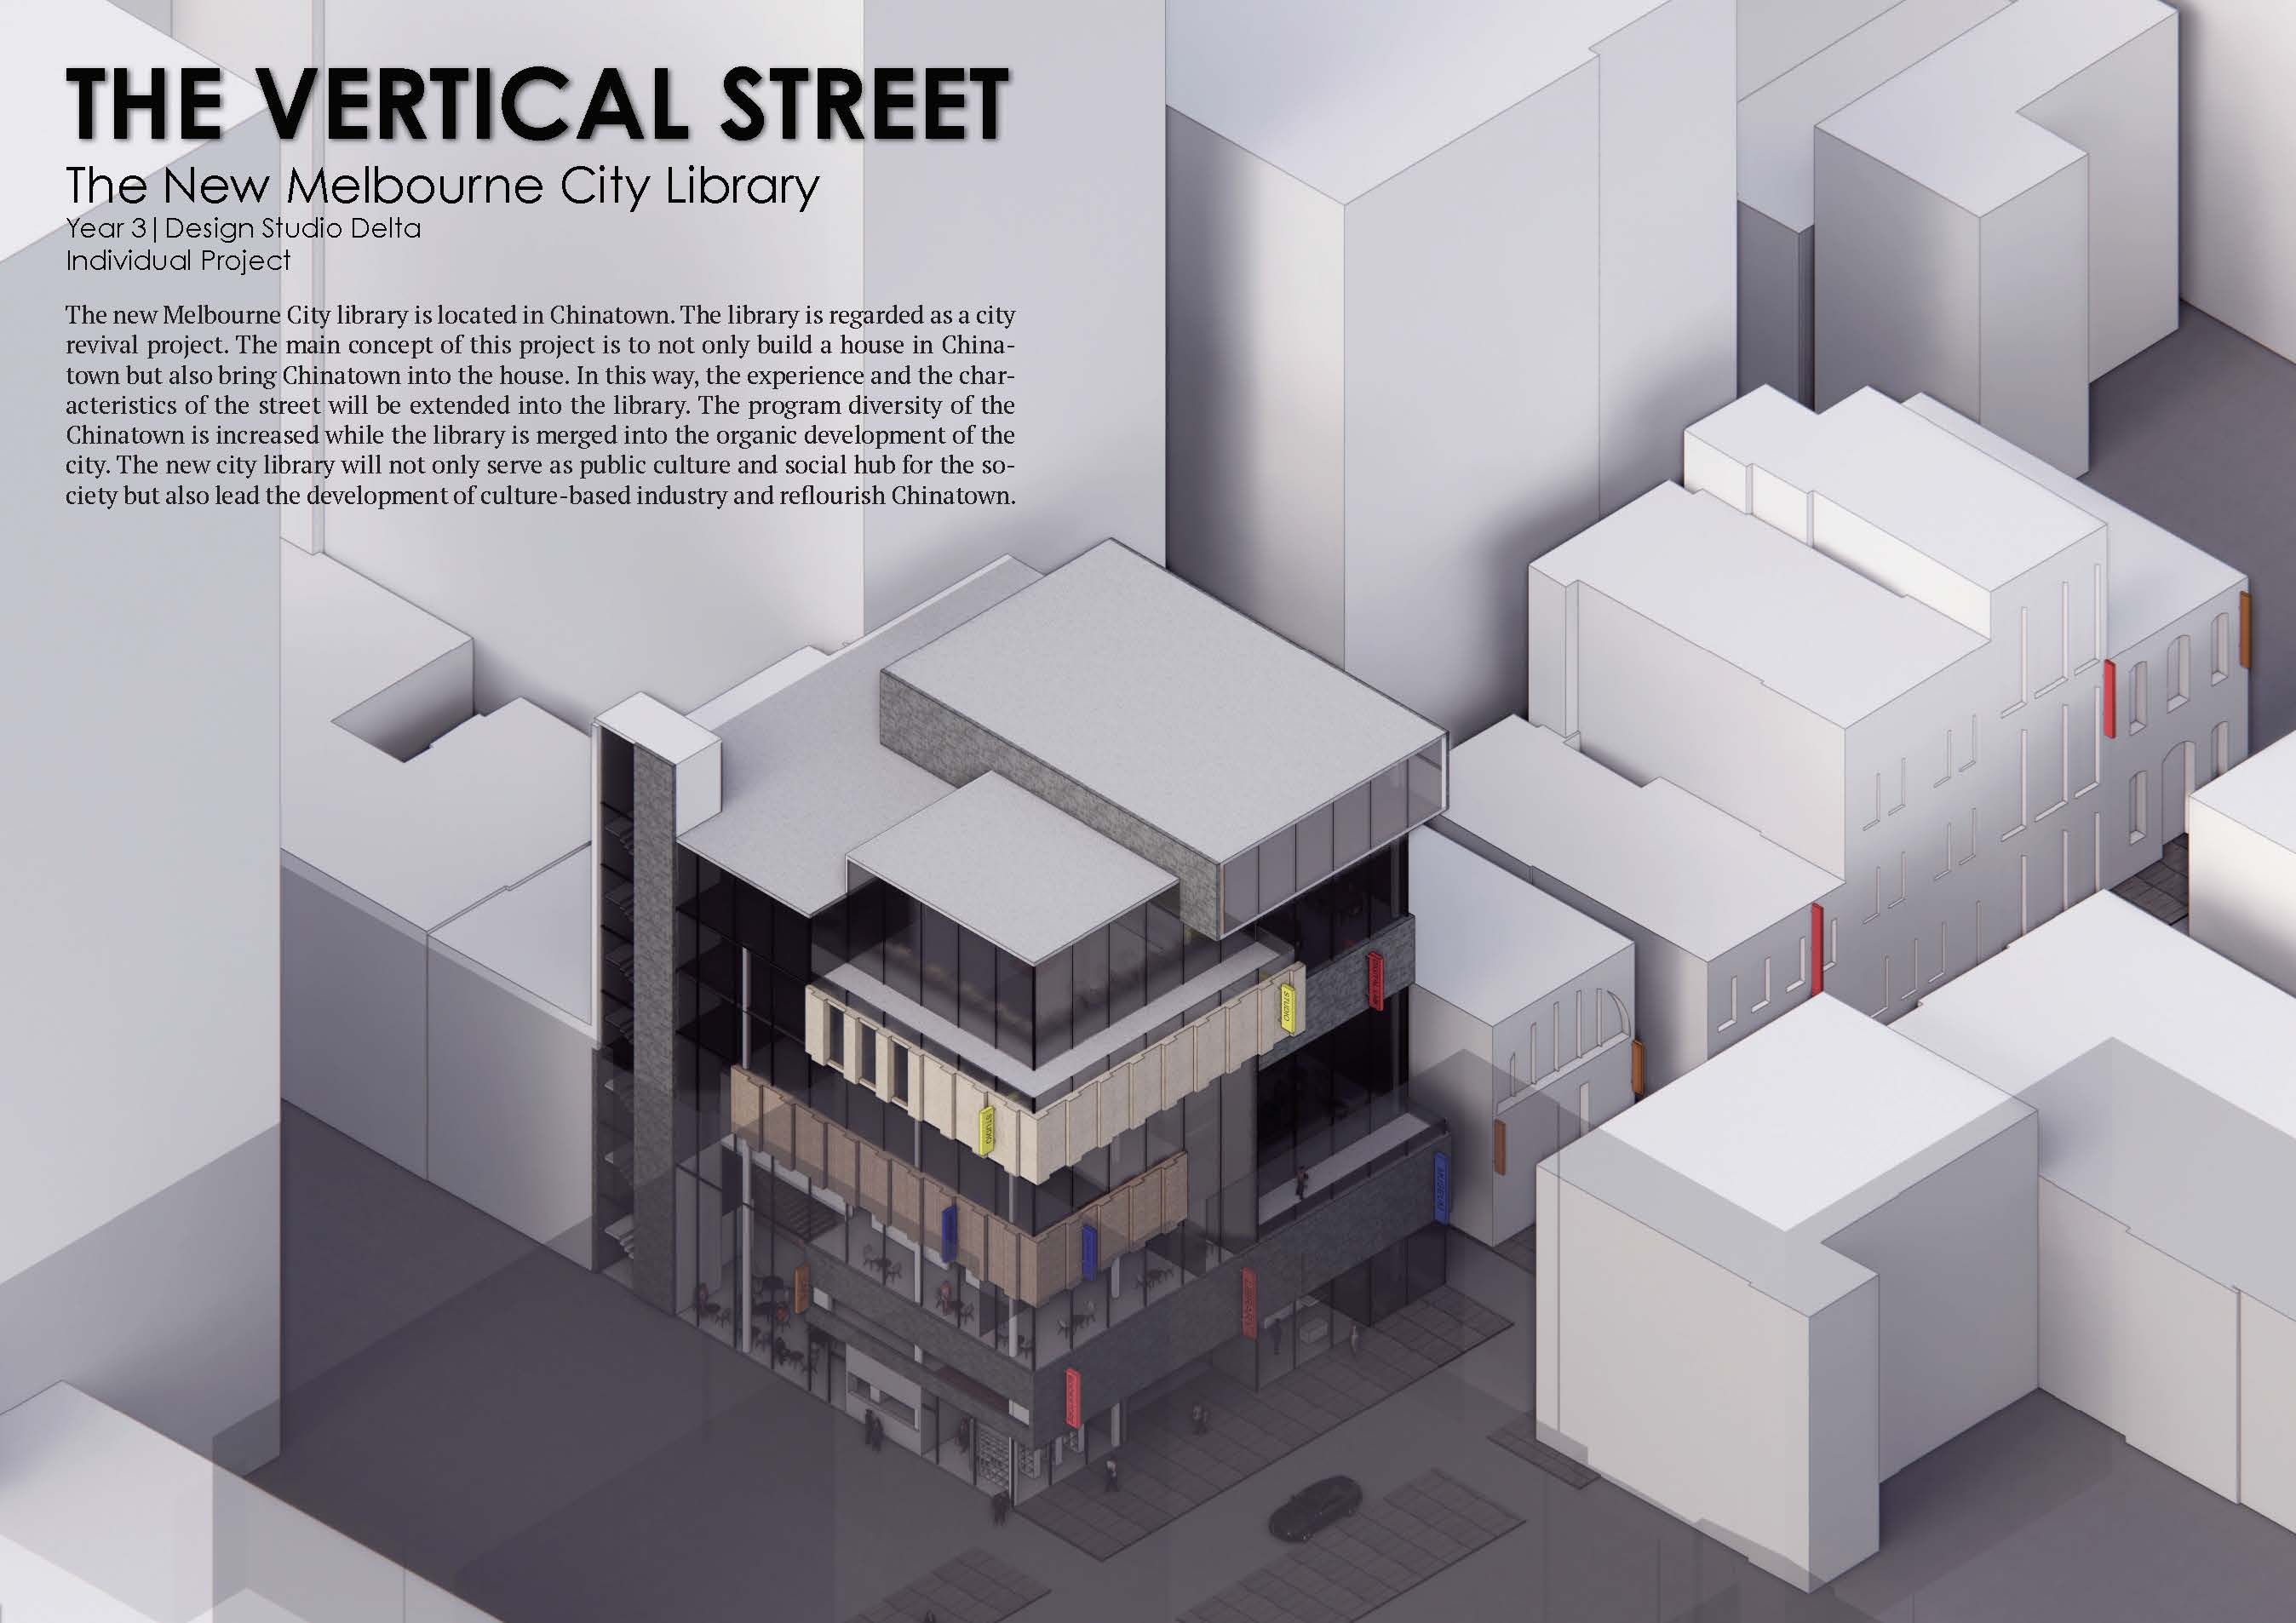 THE VERTICAL STREET
The New Melbourne City Library
Year 3|Design Studio Delta
Individual Project
The new Melbourne City library is located in Chinatown. The library is regarded as a city
revival project. The main concept of this project is to not only build a house in China-
town but also bring Chinatown into the house. In this way, the experience and the char-
acteristics of the street will be extended into the library. The program diversity of the
Chinatown is increased while the library is merged into the organic development of the
city. The new city library will not only serve as public culture and social hub for the so-
ciety but also lead the development of culture-based industry and reflourish Chinatown.
STUDIO
STUDIO